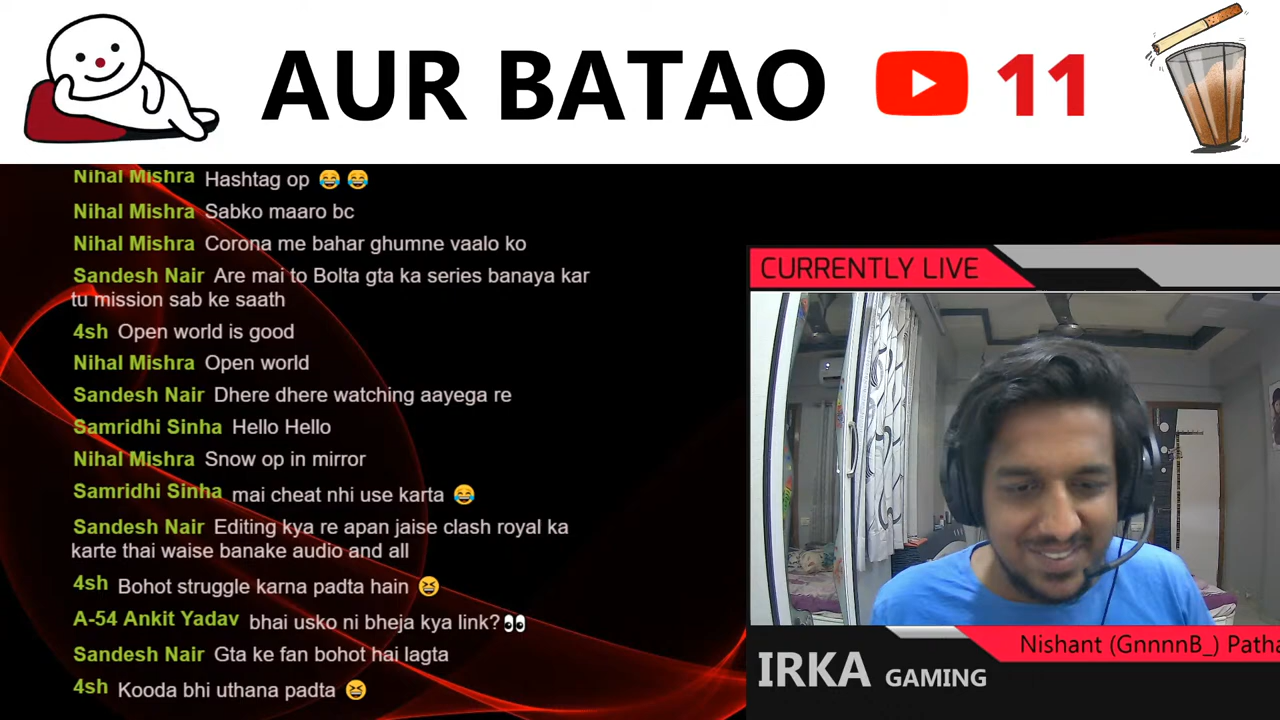 AUR BATAO 11
Nihal Mishra Hashtag op 😂 😂
Nihal Mishra Sabko maaro bc
Nihal Mishra Corona me bahar ghumne vaalo ko
Sandesh Nair Are mai to Bolta gta ka series banaya kar
tu mission sab ke saath
4sh Open world is good
Nihal Mishra Open world
Sandesh Nair Dhere dhere watching aayega re
Samridhi Sinha Hello Hello
Nihal Mishra Snow op in mirror
Samridhi Sinha mai cheat nhi use karta 😂
Sandesh Nair Editing kya re apan jaise clash royal ka
karte thai waise banake audio and all
4sh Bohot struggle karna padta hain 😆
A-54 Ankit Yadav bhai usko ni bheja kya link?👀
Sandesh Nair Gta ke fan bohot hai lagta
4sh Kooda bhi uthana padta 😆
CURRENTLY LIVE
Nishant (GnnnnB_) Patha
IRKA GAMING